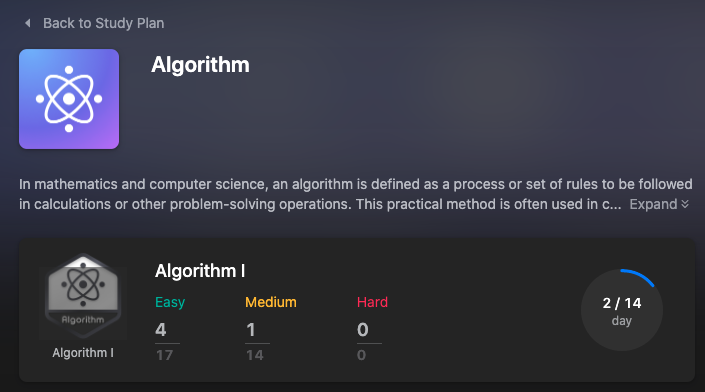 Back to Study Plan
Algorithm
In mathematics and computer science, an algorithm is defined as a process or set of rules to be followed
in calculations or other problem-solving operations. This practical method is often used in c... Expand
Algorithm
Algorithm I
Algorithm I
Easy Medium Hard
4 1 0
17 14 0
2 / 14
day